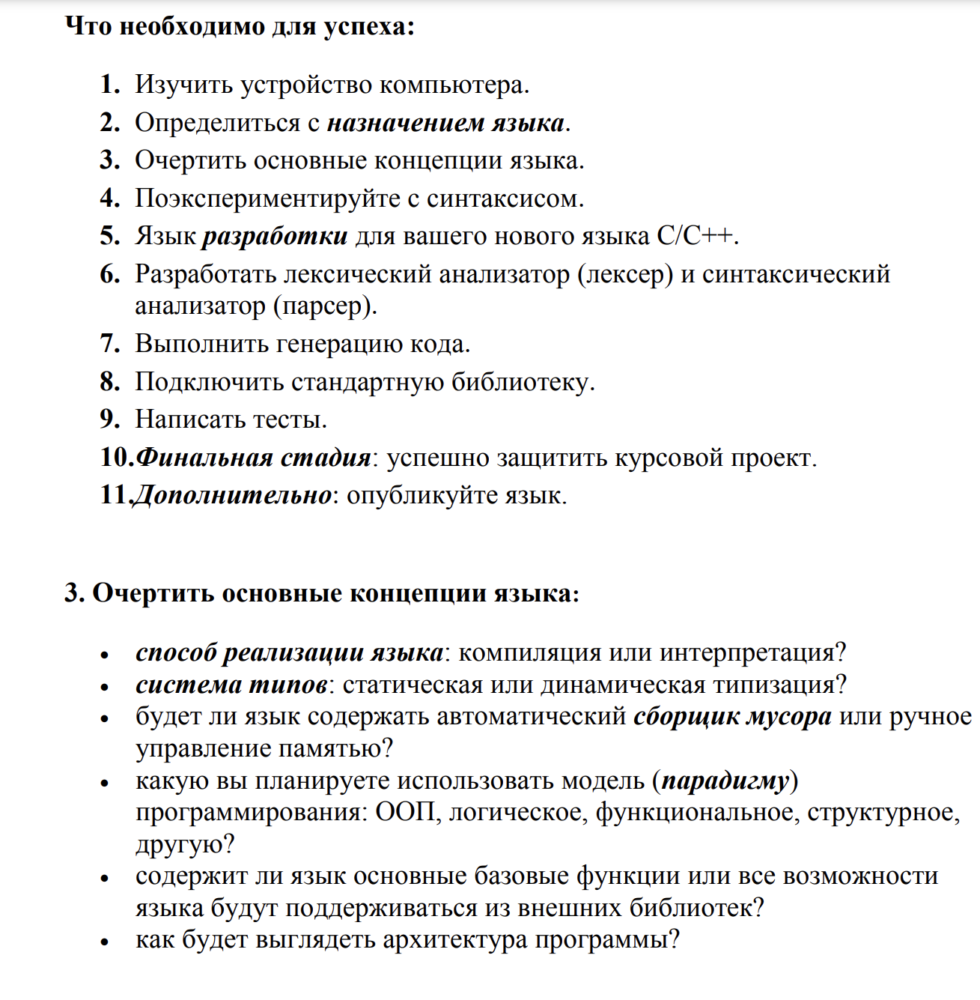 Что необходимо для успеха:
1. Изучить устройство компьютера.
2. Определиться с назначением языка.
3. Очертить основные концепции языка.
4. Поэкспериментируйте с синтаксисом.
5. Язык разработки для вашего нового языка C/C++.
6. Разработать лексический анализатор (лексер) и синтаксический
анализатор (парсер).
7. Выполнить генерацию кода.
8. Подключить стандартную библиотеку.
9. Написать тесты.
10.Финальная стадия: успешно защитить курсовой проект.
11.Дополнительно: опубликуйте язык.
3. Очертить основные концепции языка:
• способ реализации языка: компиляция или интерпретация?
• система типов: статическая или динамическая типизация?
• будет ли язык содержать автоматический сборщик мусора или ручное
управление памятью?
• какую вы планируете использовать модель (парадигму)
программирования: ООП, логическое, функциональное, структурное,
другую?
• содержит ли язык основные базовые функции или все возможности
языка будут поддерживаться из внешних библиотек?
• как будет выглядеть архитектура программы?